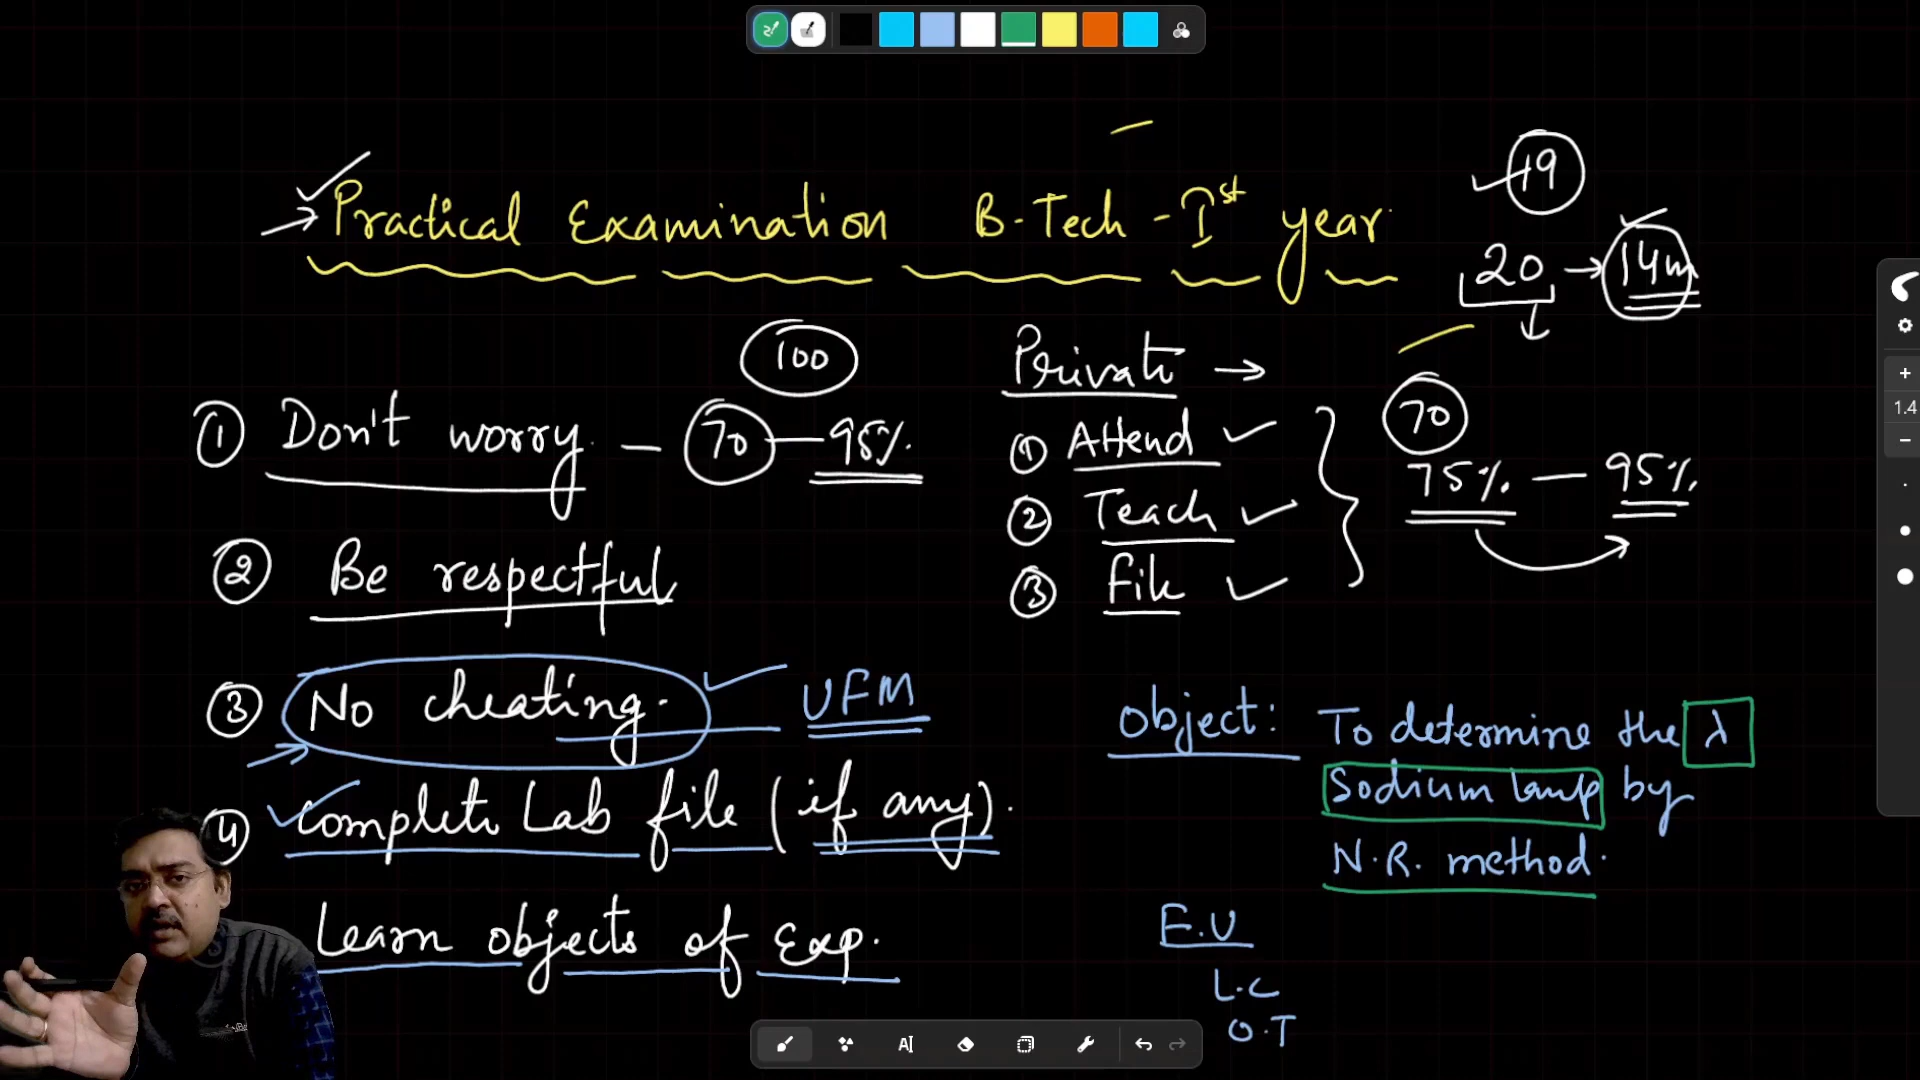 Practical Examination B-Tech - Ist year
19
20 → 14m
100
① Don't worry. — 70 — 95%.
② Be respectful
③ No cheating. UFM
④ Complete Lab file (if any).
Learn objects of Exp.
Private →
① Attend
② Teach
③ File
70
75% — 95%
Object: To determine the λ
Sodium lamp by
N.R. method.
F.U
L.C
O.T
AI
1.4